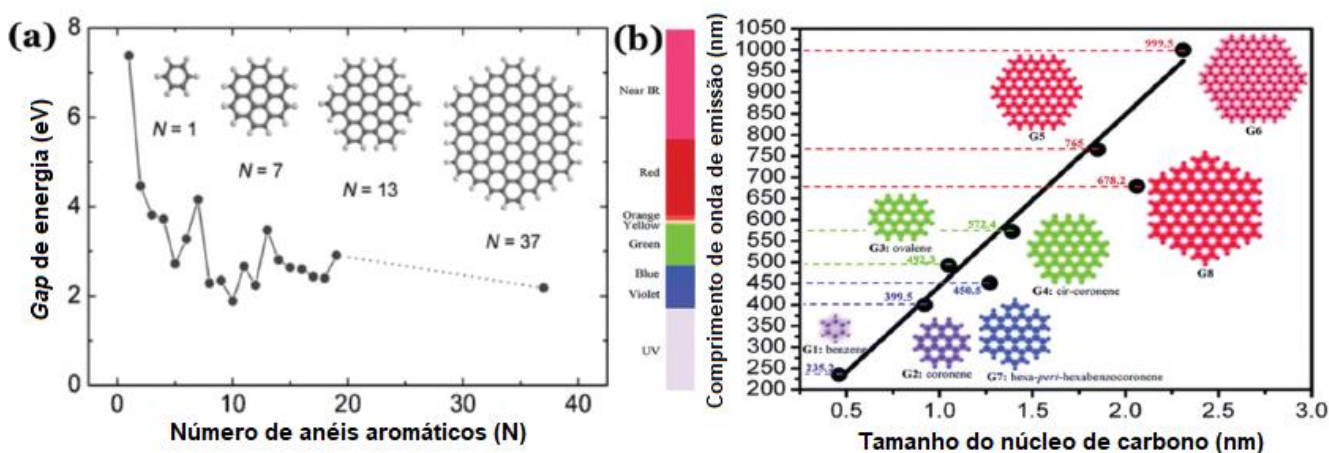 (a)
Gap de energia (eV)
8
6
4
2
0
N = 1
N = 7
N = 13
N = 37
0
10
20
30
40
Número de anéis aromáticos (N)
(b)
Near IR
Red
Orange
Yellow
Green
Blue
Violet
UV
Comprimento de onda de emissão (nm)
1050
1000
950
900
850
800
750
700
650
600
550
500
450
400
350
300
250
200
999.5
765
678.2
572.4
492.3
450.5
399.5
235.2
G5
G6
G3: ovalene
G8
G4: cir-coronene
G1: benzene
G2: coronene
G7: hexa-peri-hexabenzocoronene
0.5
1.0
1.5
2.0
2.5
3.0
Tamanho do núcleo de carbono (nm)